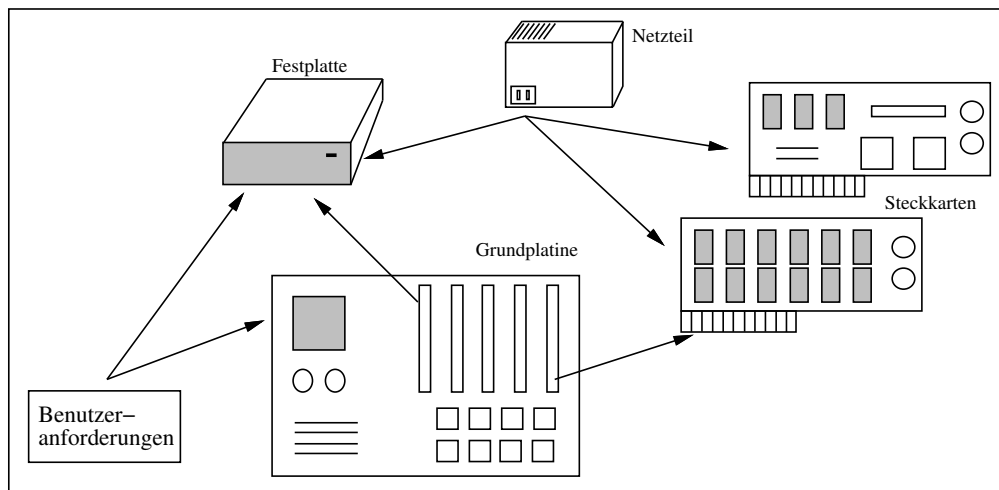 Netzteil
Festplatte
Steckkarten
Grundplatine
Benutzer–
anforderungen